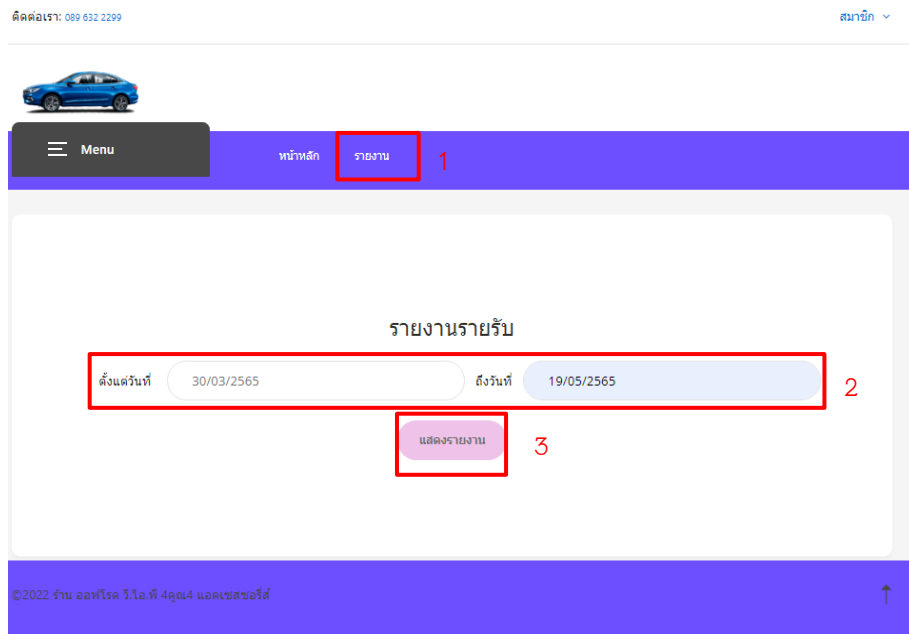 ติดต่อเรา: 089 632 2299
สมาชิก
Menu
หน้าหลัก
รายงาน
1
รายงานรายรับ
ตั้งแต่วันที่ 30/03/2565 ถึงวันที่ 19/05/2565
2
แสดงรายงาน
3
©2022 ร้าน ออฟโรด วี.ไอ.พี 4คูณ4 แอคเซสซอรี่ส์